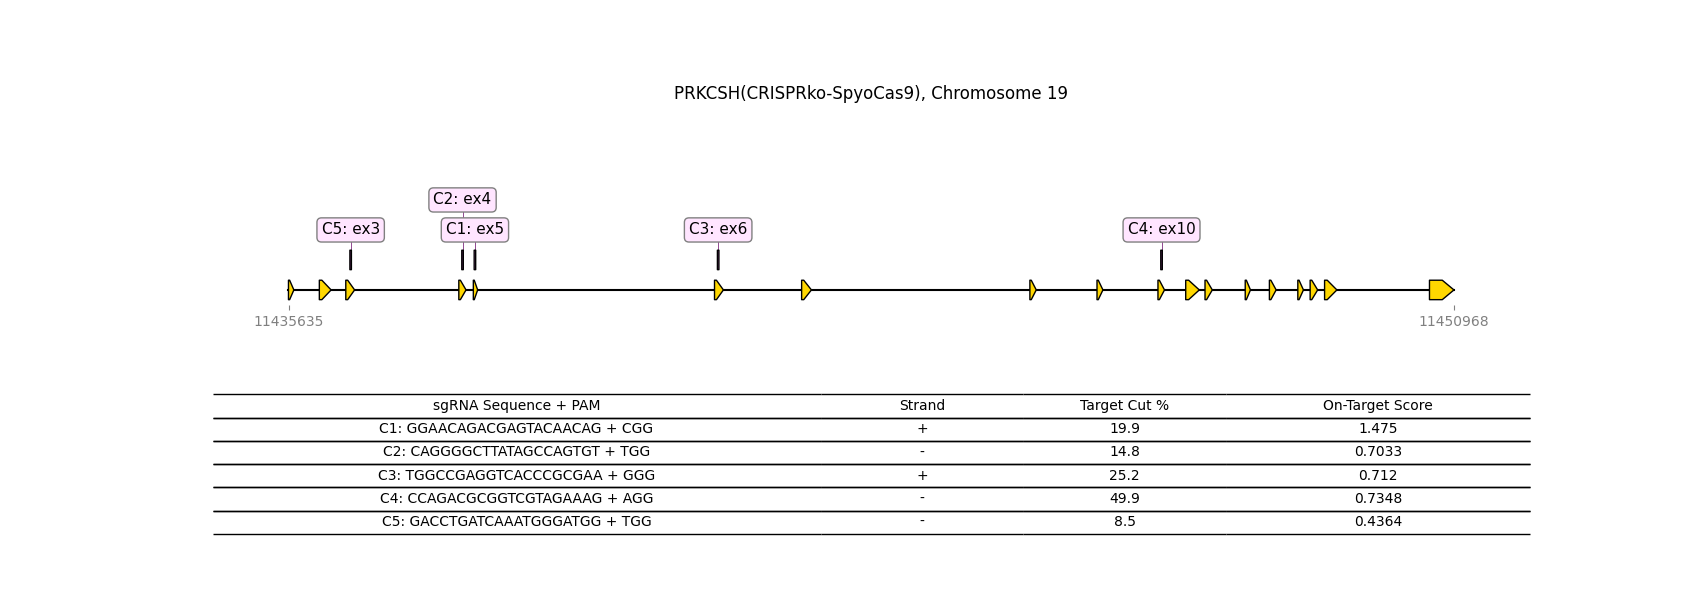 PRKCSH(CRISPRko-SpyoCas9), Chromosome 19
C2: ex4
C5: ex3 C1: ex5 C3: ex6 C4: ex10
11435635 11450968
sgRNA Sequence + PAM Strand Target Cut % On-Target Score
C1: GGAACAGACGAGTACAACAG + CGG + 19.9 1.475
C2: CAGGGGCTTATAGCCAGTGT + TGG - 14.8 0.7033
C3: TGGCCGAGGTCACCCGCGAA + GGG + 25.2 0.712
C4: CCAGACGCGGTCGTAGAAAG + AGG - 49.9 0.7348
C5: GACCTGATCAAATGGGATGG + TGG - 8.5 0.4364